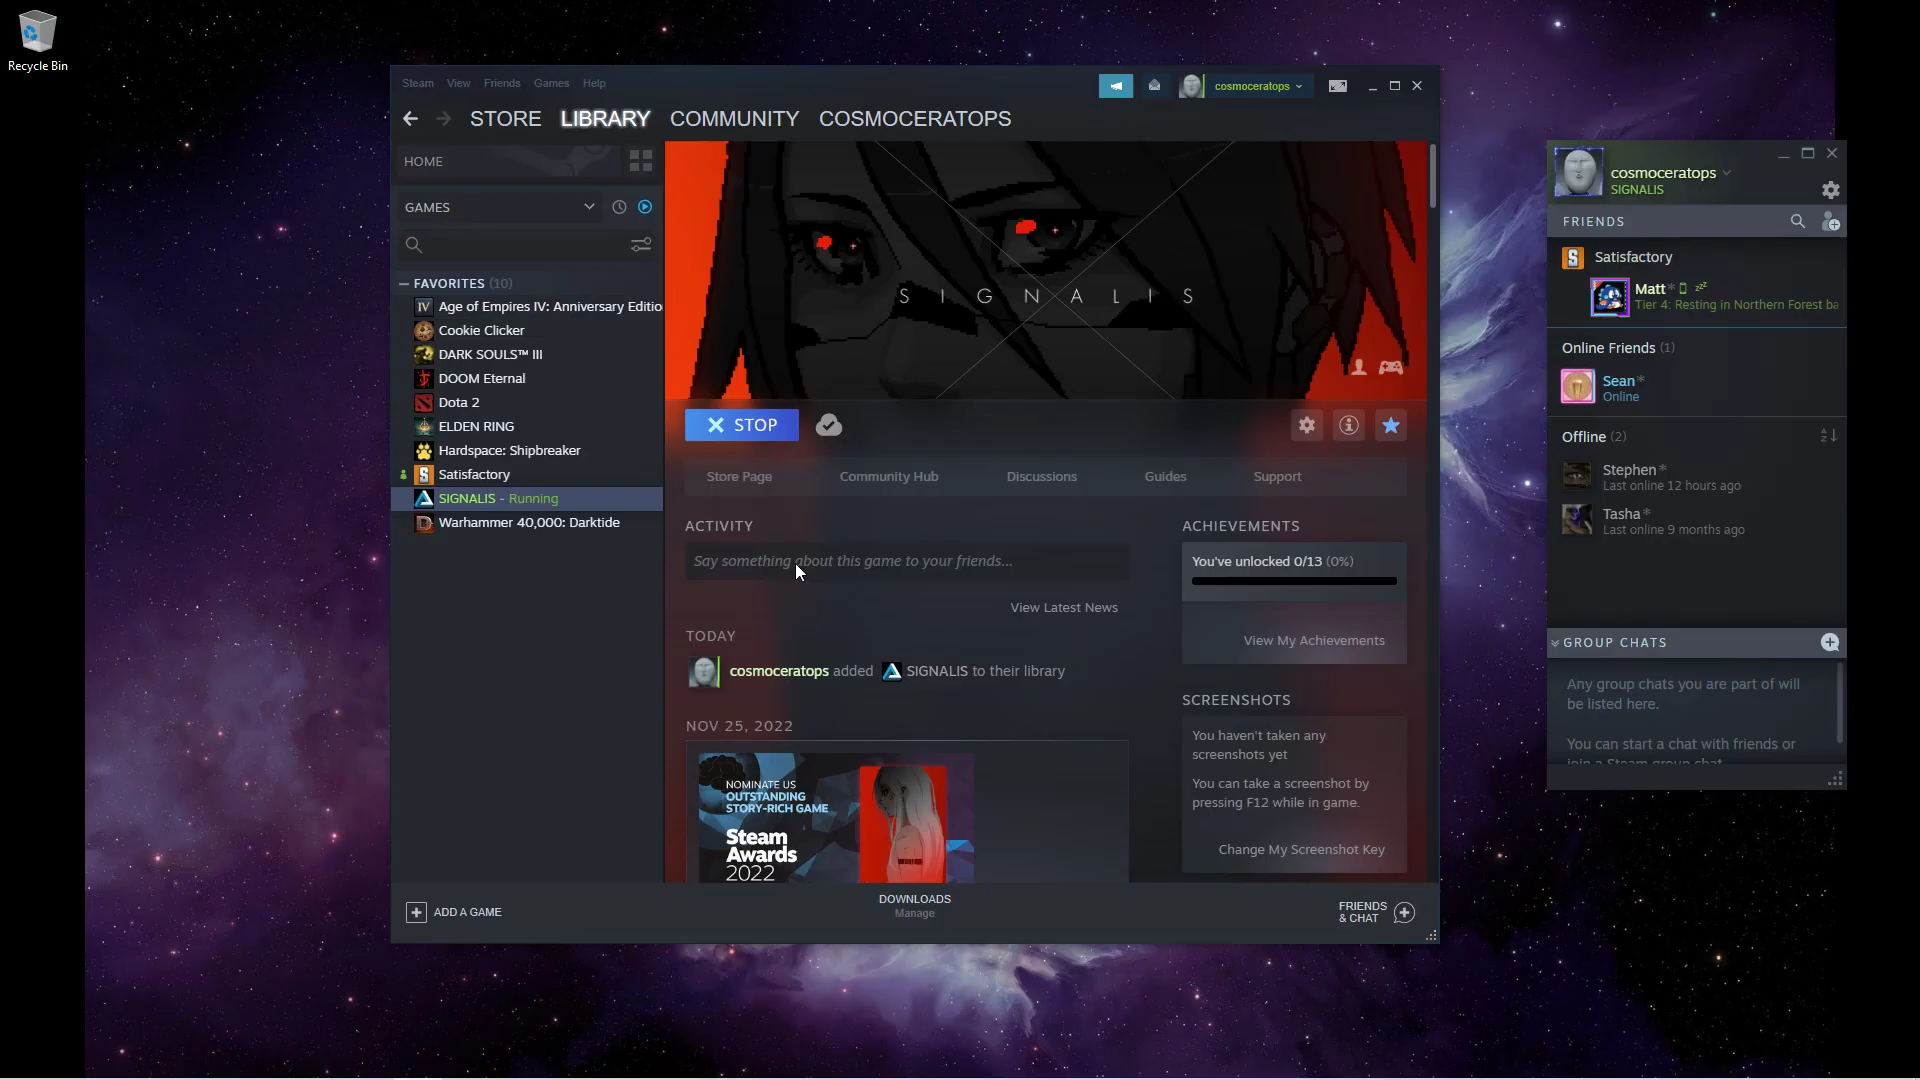 Recycle Bin
Steam View Friends Games Help
cosmoceratops
STORE LIBRARY COMMUNITY COSMOCERATOPS
HOME
GAMES
FAVORITES (10)
Age of Empires IV: Anniversary Editio
Cookie Clicker
DARK SOULS™ III
DOOM Eternal
Dota 2
ELDEN RING
Hardspace: Shipbreaker
Satisfactory
SIGNALIS - Running
Warhammer 40,000: Darktide
SIGNALIS
STOP
Store Page Community Hub Discussions Guides Support
ACTIVITY
Say something about this game to your friends...
View Latest News
TODAY
cosmoceratops added SIGNALIS to their library
NOV 25, 2022
NOMINATE US
OUTSTANDING
STORY-RICH GAME
Steam
Awards
2022
ACHIEVEMENTS
You've unlocked 0/13 (0%)
View My Achievements
SCREENSHOTS
You haven't taken any
screenshots yet
You can take a screenshot by
pressing F12 while in game.
Change My Screenshot Key
ADD A GAME
DOWNLOADS
Manage
FRIENDS
& CHAT
cosmoceratops
SIGNALIS
FRIENDS
Satisfactory
Matt* zzz
Tier 4: Resting in Northern Forest ba
Online Friends (1)
Sean*
Online
Offline (2)
Stephen*
Last online 12 hours ago
Tasha*
Last online 9 months ago
GROUP CHATS
Any group chats you are part of will
be listed here.
You can start a chat with friends or
join a Steam group chat